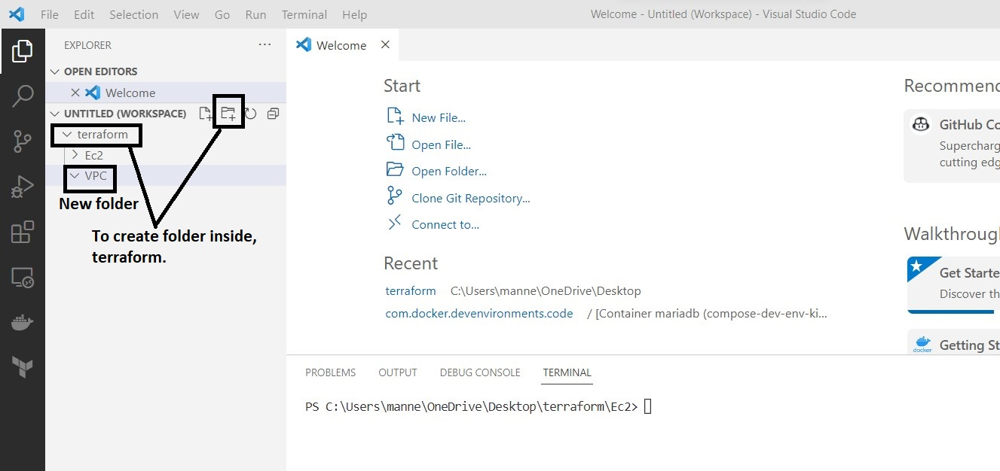 File Edit Selection View Go Run Terminal Help
Welcome - Untitled (Workspace) - Visual Studio Code
EXPLORER
OPEN EDITORS
Welcome
UNTITLED (WORKSPACE)
terraform
Ec2
VPC
New folder
To create folder inside,
terraform.
Welcome
Start
New File...
Open File...
Open Folder...
Clone Git Repository...
Connect to...
Recent
terraform C:\Users\manne\OneDrive\Desktop
com.docker.devenvironments.code / [Container mariadb (compose-dev-env-ki...
Recommenc
GitHub Co
Supercharg
cutting edg
Walkthroug
Get Starte
Discover th
docker
Getting St
PROBLEMS OUTPUT DEBUG CONSOLE TERMINAL
PS C:\Users\manne\OneDrive\Desktop\terraform\Ec2>